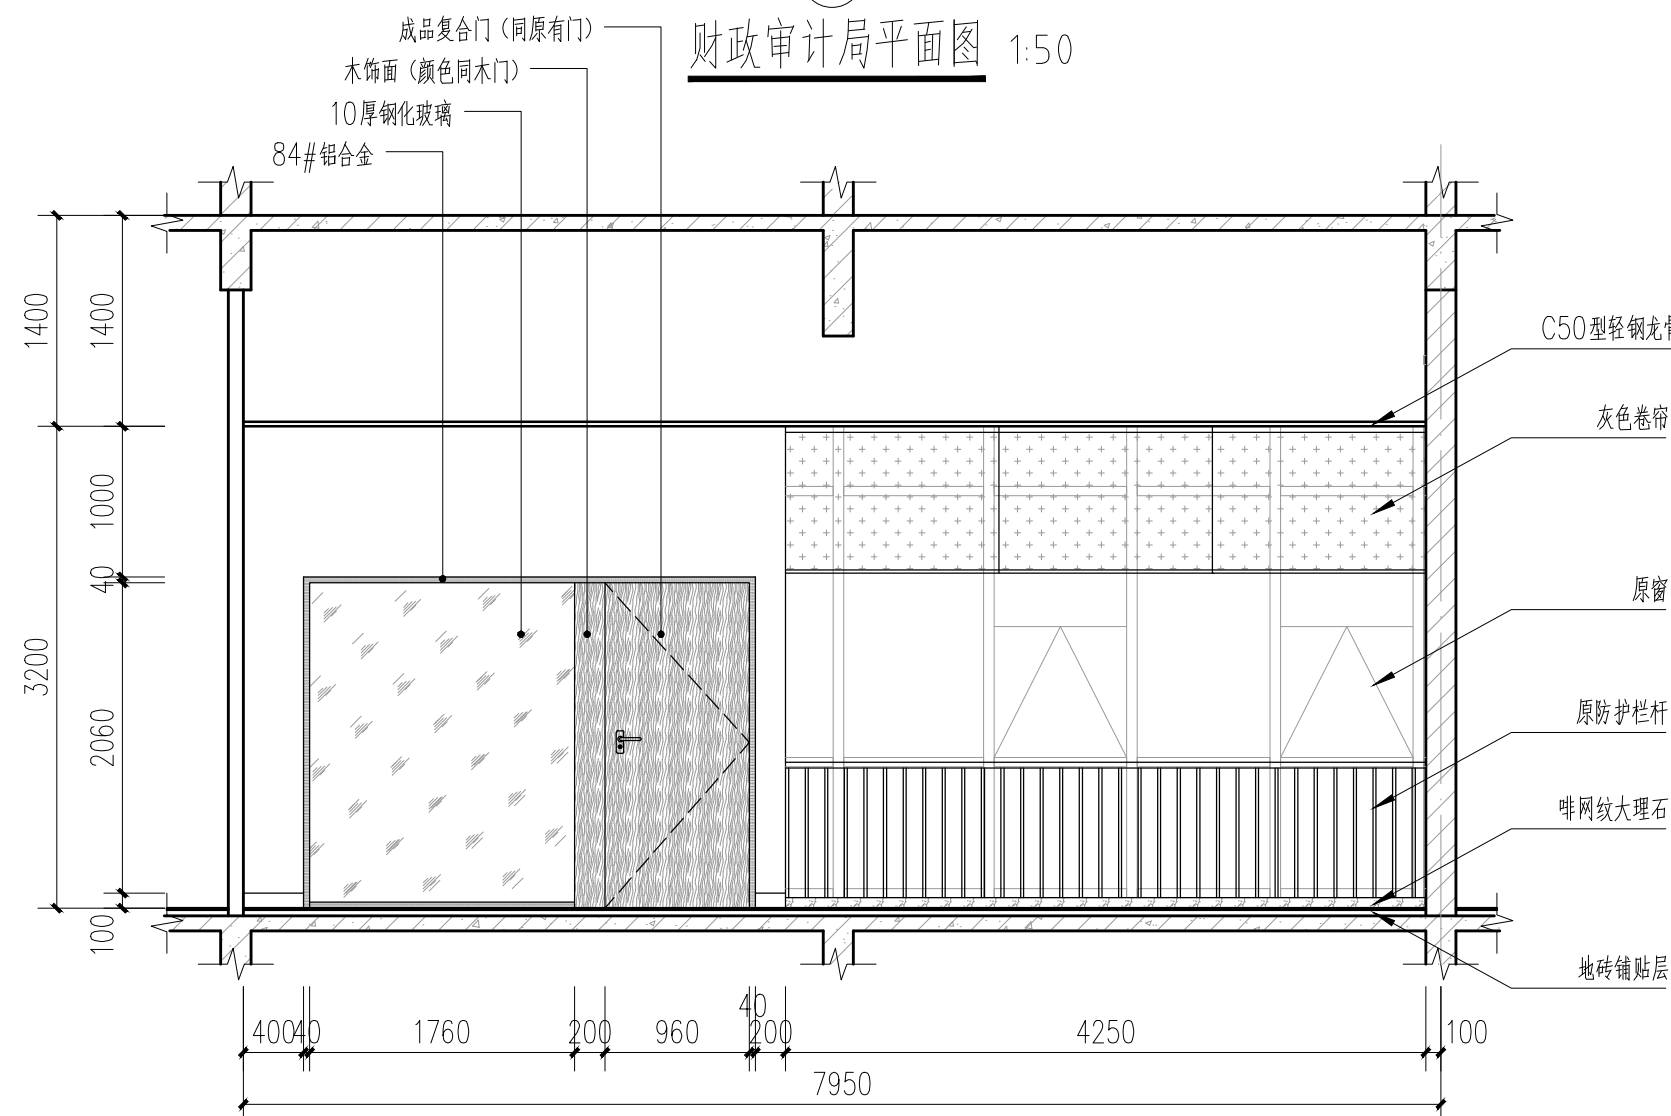 财政审计局平面图 1:50
成品复合门（同原有门）
木饰面（颜色同木门）
10厚钢化玻璃
84#铝合金
1400
1400
C50型轻钢龙骨
灰色卷帘
1000
40
原窗
3200
2060
原防护栏杆
啡网纹大理石
100
地砖铺贴层
400
40
1760
200
960
40
200
4250
100
7950